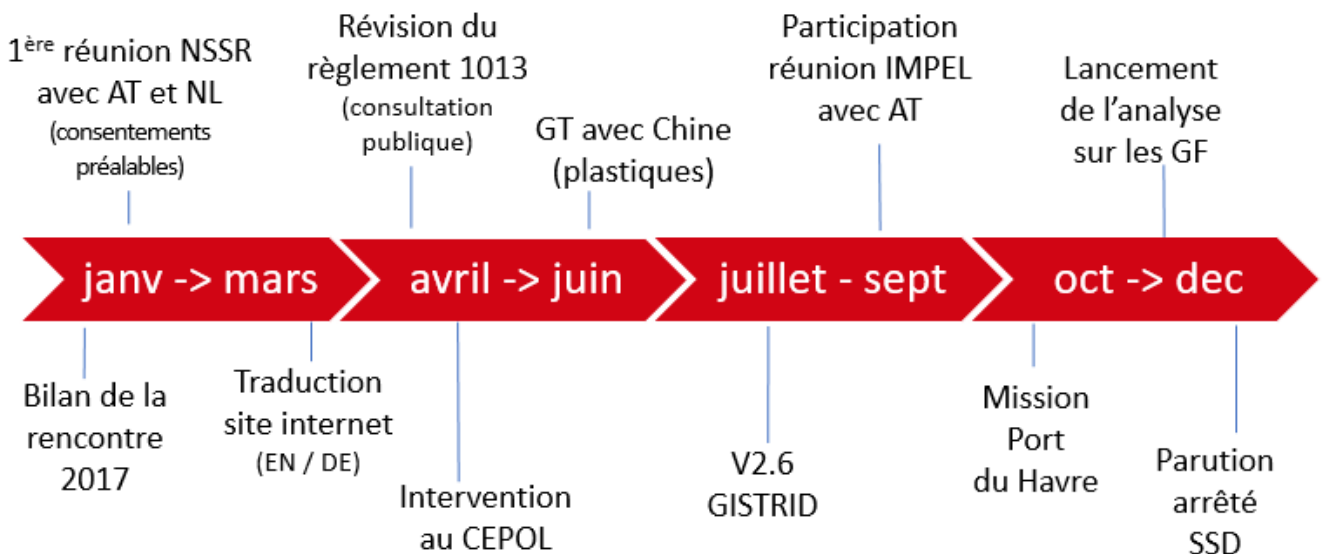 1ère réunion NSSR
avec AT et NL
(consentements
préalables)
Révision du
règlement 1013
(consultation
publique)
GT avec Chine
(plastiques)
Participation
réunion IMPEL
avec AT
Lancement
de l'analyse
sur les GF
janv -> mars
avril -> juin
juillet - sept
oct -> dec
Bilan de la
rencontre
2017
Traduction
site internet
(EN / DE)
Intervention
au CEPOL
V2.6
GISTRID
Mission
Port
du Havre
Parution
arrêté
SSD